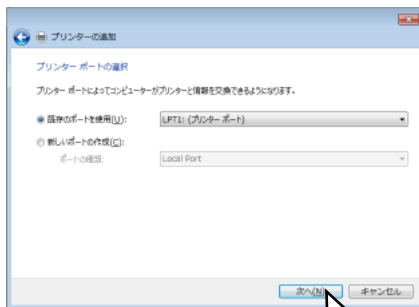 プリンターの追加
プリンター ポートの選択
プリンター ポートによってコンピューターがプリンターと情報を交換できるようになります。
既存のポートを使用(U): LPT1: (プリンター ポート)
新しいポートの作成(C):
ポートの種類: Local Port
次へ(N) キャンセル